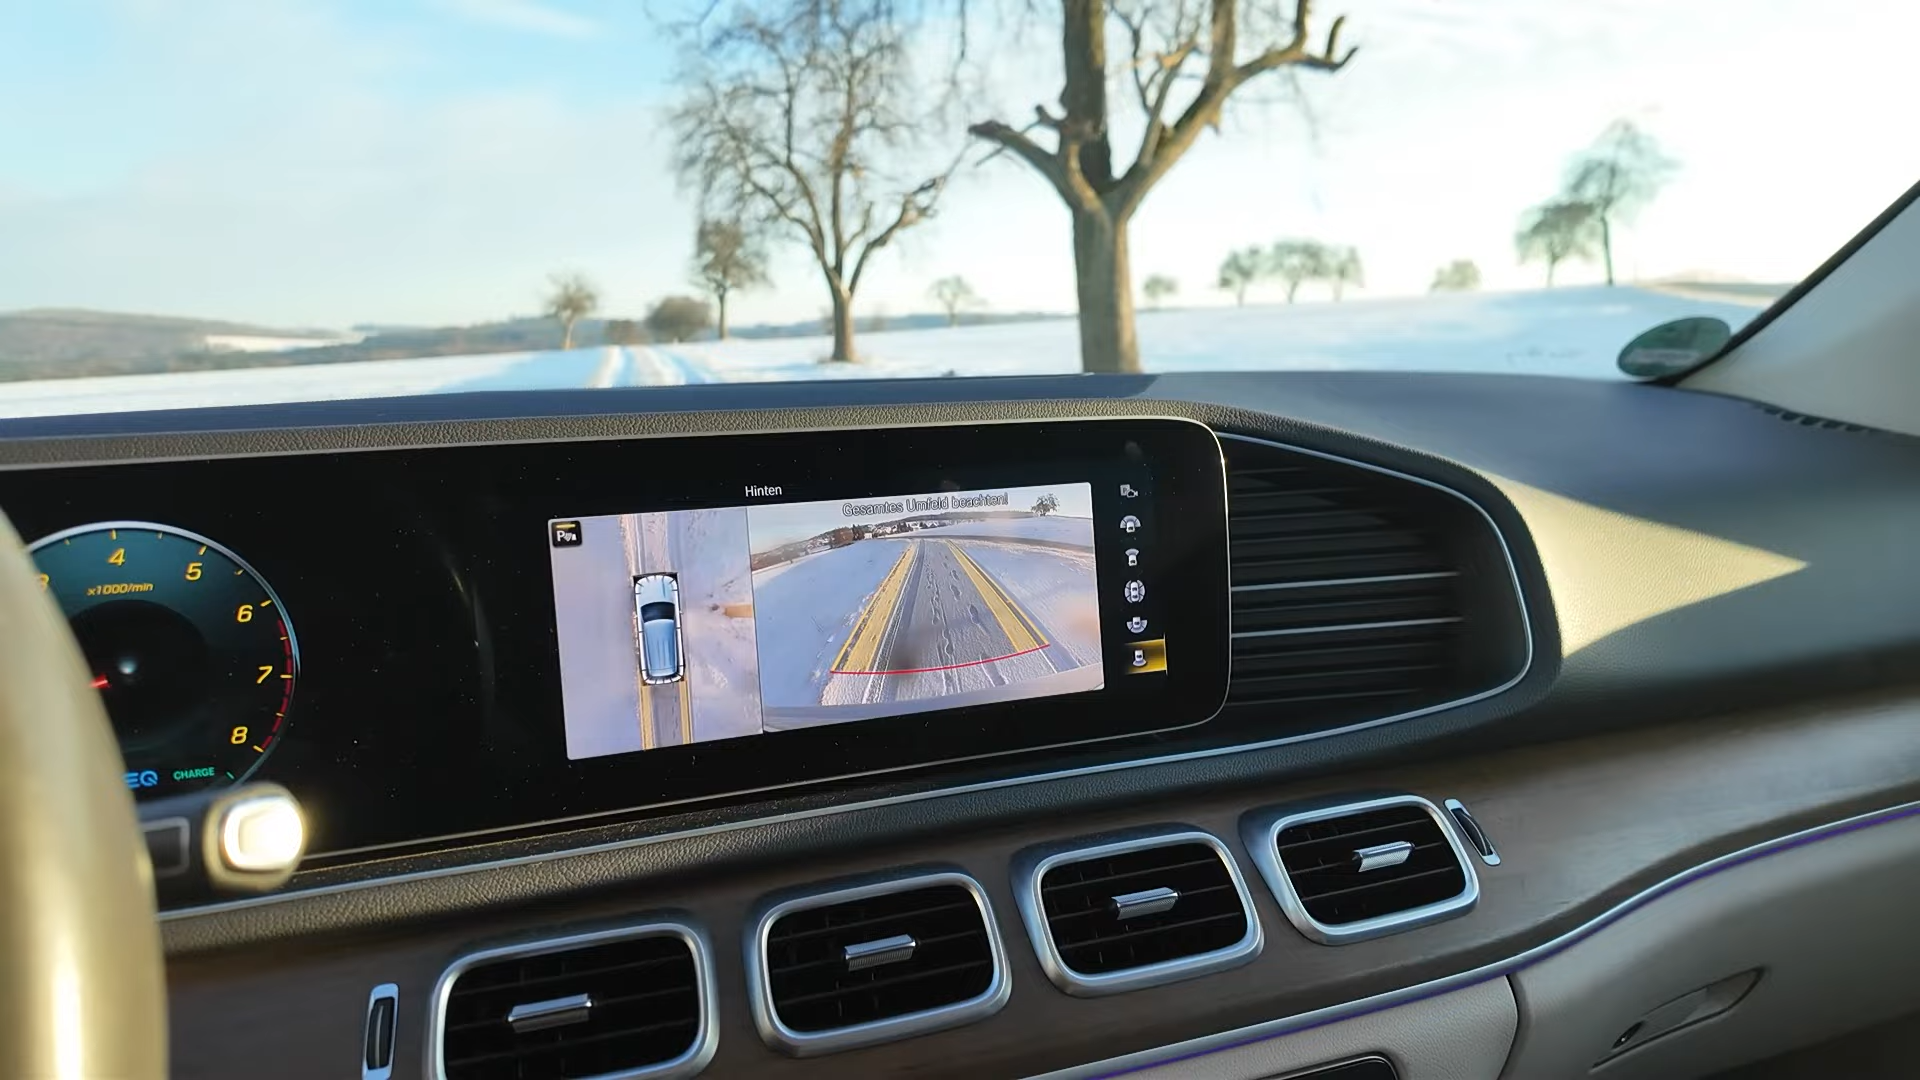 Hinten
Gesamtes Umfeld beachten!
P
4
5
x1000/min
6
7
8
EQ
CHARGE